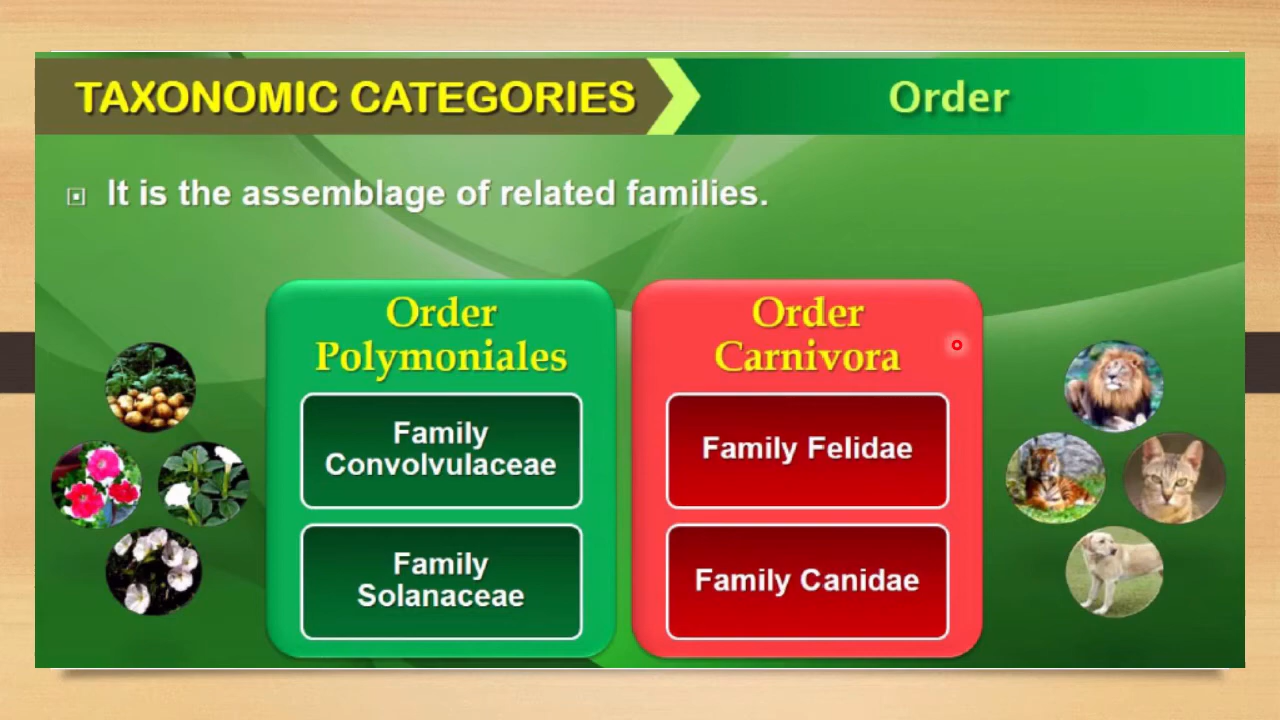 TAXONOMIC CATEGORIES
Order
It is the assemblage of related families.
Order
Polymoniales
Family
Convolvulaceae
Family
Solanaceae
Order
Carnivora
Family Felidae
Family Canidae